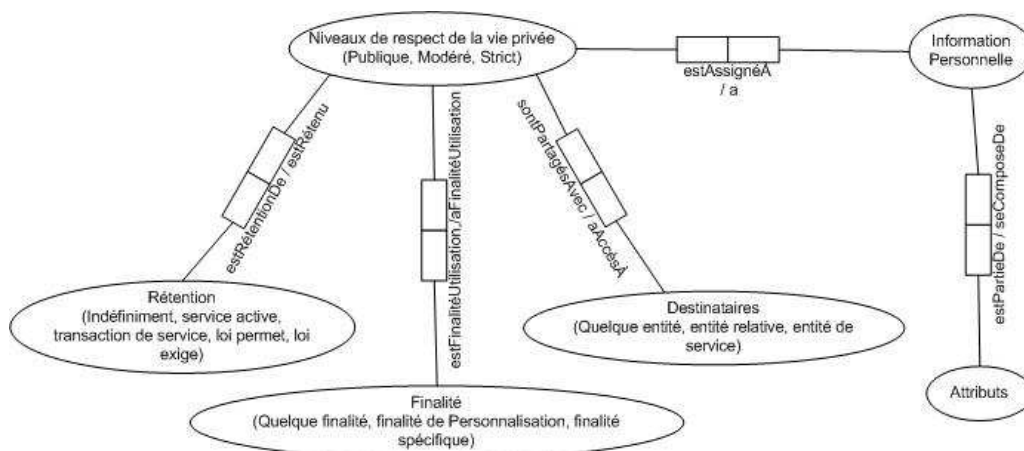 Niveaux de respect de la vie privée
(Publique, Modéré, Strict)
estAssignéÀ
/ a
Information
Personnelle
estRétentionDe / estRétenu
estFinalitéUtilisation /aFinalitéUtilisation
sontPartagésAvec / aAccésÀ
estPartieDe / seComposeDe
Rétention
(Indéfiniment, service active,
transaction de service, loi permet, loi
exige)
Destinataires
(Quelque entité, entité relative, entité de
service)
Attributs
Finalité
(Quelque finalité, finalité de Personnalisation, finalité
spécifique)